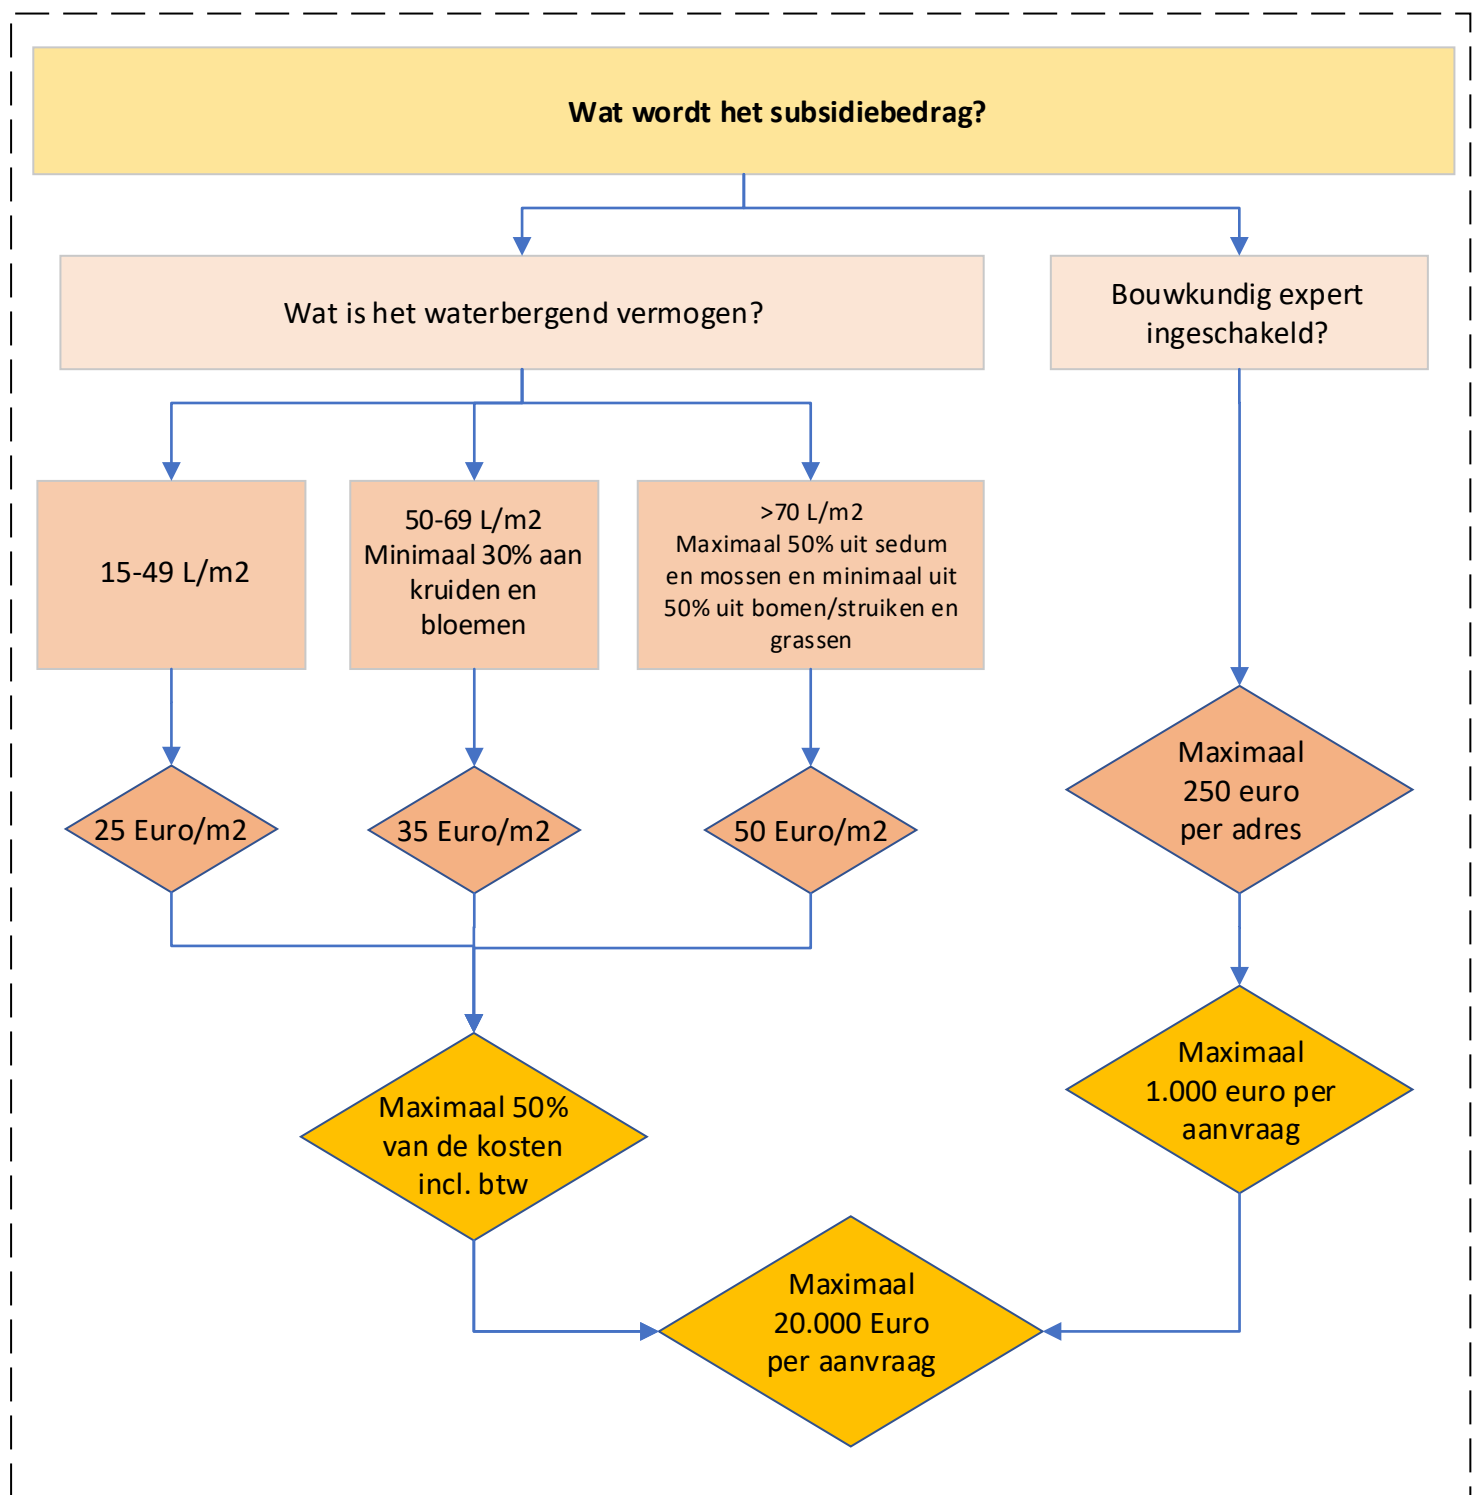 Wat wordt het subsidiebedrag?
Wat is het waterbergend vermogen?
Bouwkundig expert
ingeschakeld?
15-49 L/m2
50-69 L/m2
Minimaal 30% aan
kruiden en
bloemen
>70 L/m2
Maximaal 50% uit sedum
en mossen en minimaal uit
50% uit bomen/struiken en
grassen
25 Euro/m2
35 Euro/m2
50 Euro/m2
Maximaal
250 euro
per adres
Maximaal 50%
van de kosten
incl. btw
Maximaal
1.000 euro per
aanvraag
Maximaal
20.000 Euro
per aanvraag